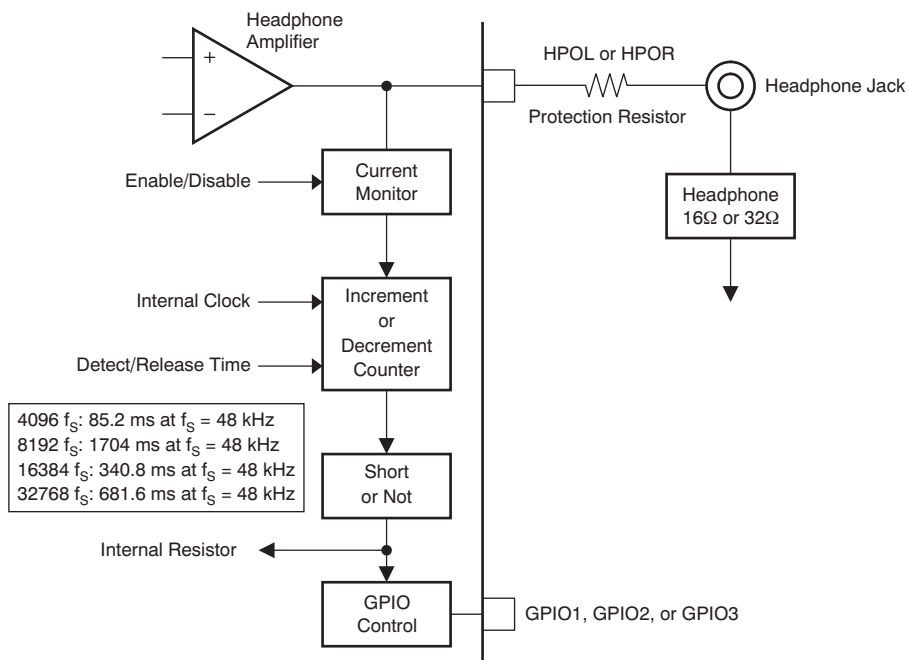 Headphone
Amplifier
+
−
HPOL or HPOR
Protection Resistor
Headphone Jack
Enable/Disable
Current
Monitor
Headphone
16Ω or 32Ω
Internal Clock
Detect/Release Time
Increment
or
Decrement
Counter
4096 fS: 85.2 ms at fS = 48 kHz
8192 fS: 1704 ms at fS = 48 kHz
16384 fS: 340.8 ms at fS = 48 kHz
32768 fS: 681.6 ms at fS = 48 kHz
Short
or Not
Internal Resistor
GPIO
Control
GPIO1, GPIO2, or GPIO3